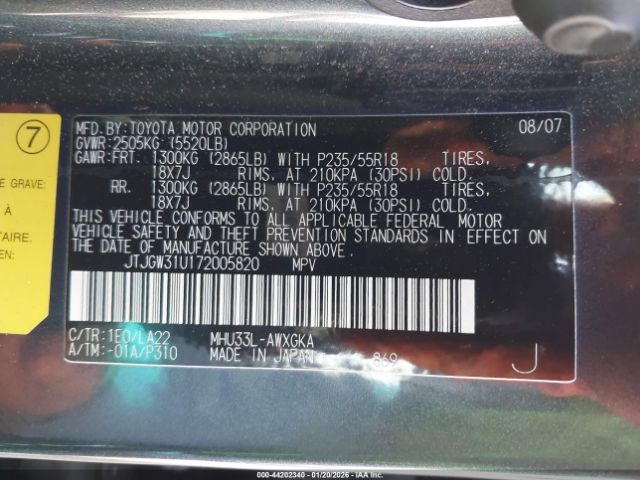 7
E GRAVE:
À
TAIRE.
EN:
MFD.BY:TOYOTA MOTOR CORPORATION 08/07
GVWR:2505KG (5520LB)
GAWR:FRT. 1300KG (2865LB) WITH P235/55R18 TIRES,
18X7J RIMS, AT 210KPA (30PSI) COLD.
RR. 1300KG (2865LB) WITH P235/55R18 TIRES,
18X7J RIMS, AT 210KPA (30PSI) COLD.
THIS VEHICLE CONFORMS TO ALL APPLICABLE FEDERAL MOTOR
VEHICLE SAFETY AND THEFT PREVENTION STANDARDS IN EFFECT ON
THE DATE OF MANUFACTURE SHOWN ABOVE.
JTJGW31U172005820 MPV
C/TR:1E0/LA22 MHU33L-AWXGKA
A/TM:-01A/P310 MADE IN JAPAN 869 J
000-44202340 - 01/20/2026 - IAA Holdings, LLC